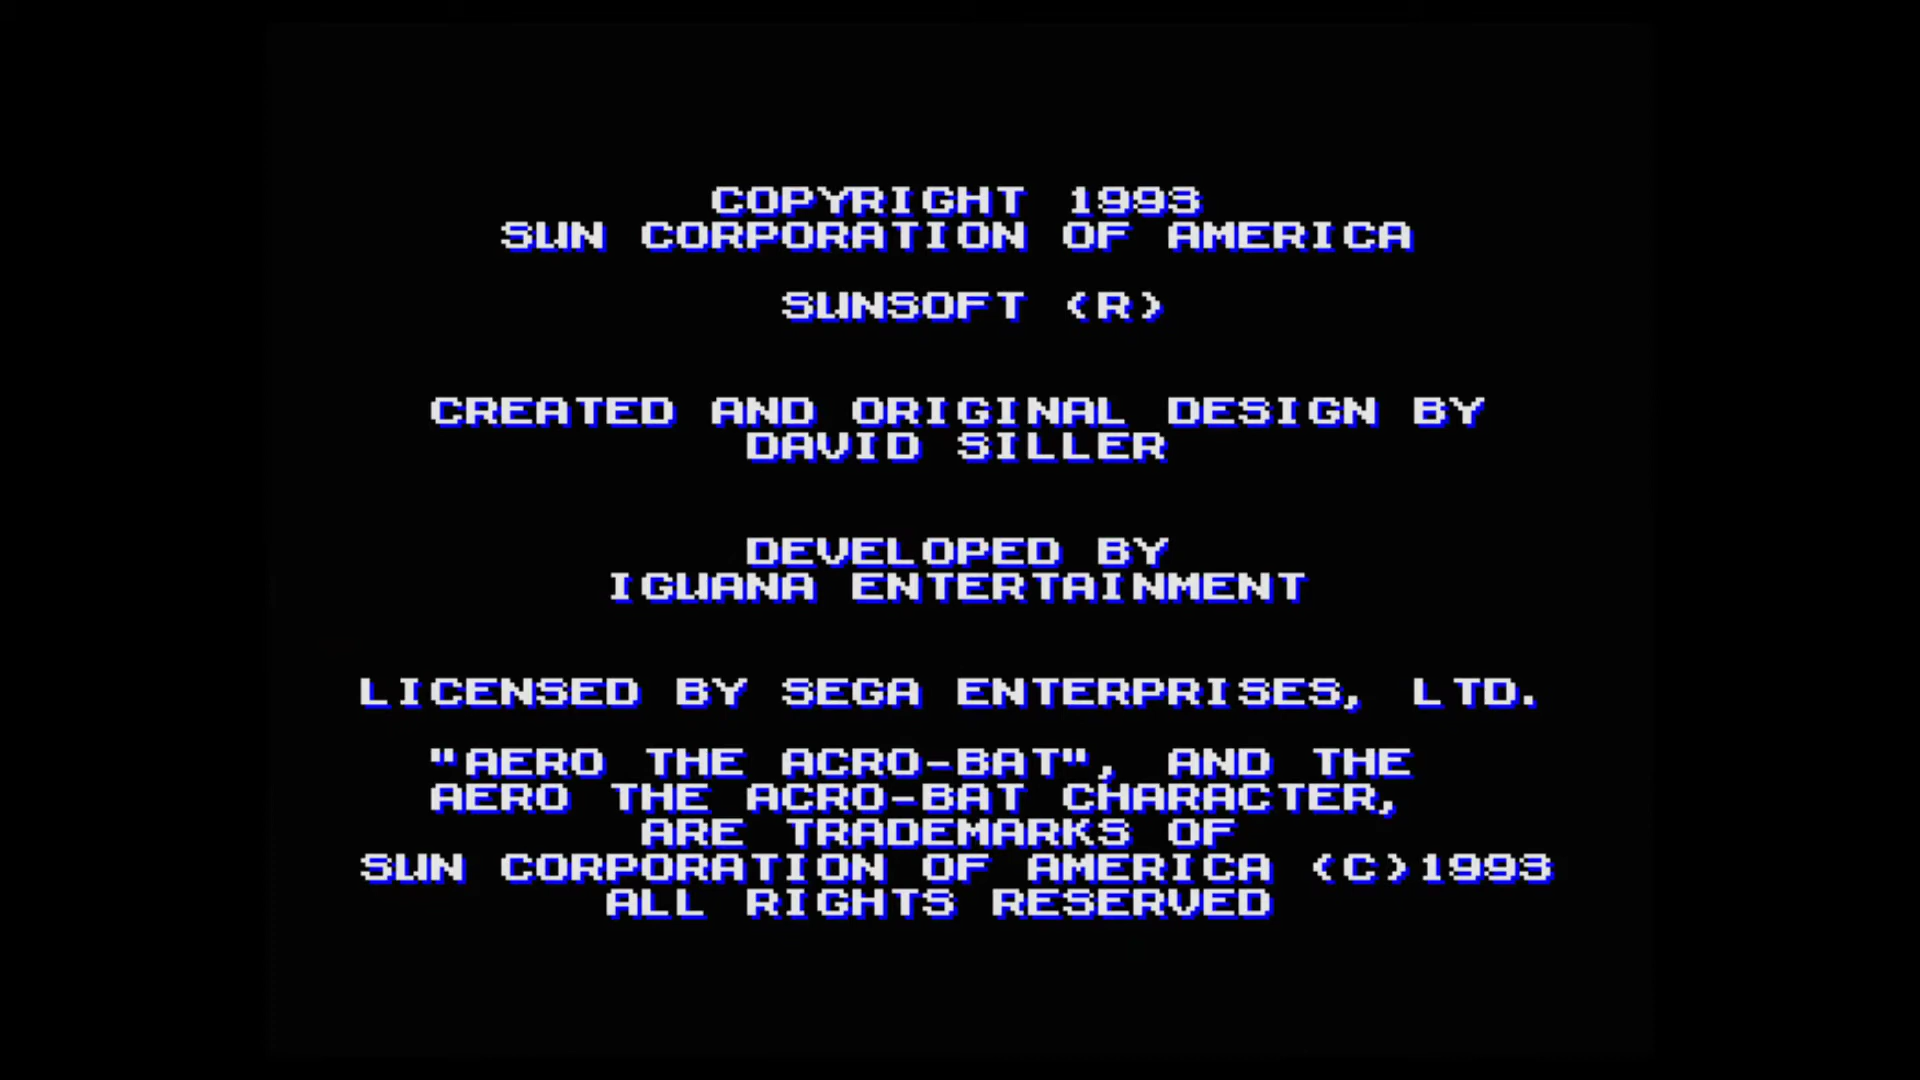 COPYRIGHT 1993
SUN CORPORATION OF AMERICA
SUNSOFT (R)
CREATED AND ORIGINAL DESIGN BY
DAVID SILLER
DEVELOPED BY
IGUANA ENTERTAINMENT
LICENSED BY SEGA ENTERPRISES, LTD.
"AERO THE ACRO-BAT", AND THE
AERO THE ACRO-BAT CHARACTER,
ARE TRADEMARKS OF
SUN CORPORATION OF AMERICA (C)1993
ALL RIGHTS RESERVED